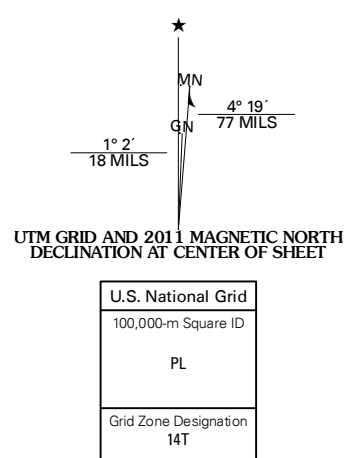 ★
MN
4° 19´
77 MILS
GN
1° 2´
18 MILS
UTM GRID AND 2011 MAGNETIC NORTH
DECLINATION AT CENTER OF SHEET
U.S. National Grid
100,000-m Square ID
PL
Grid Zone Designation
14T